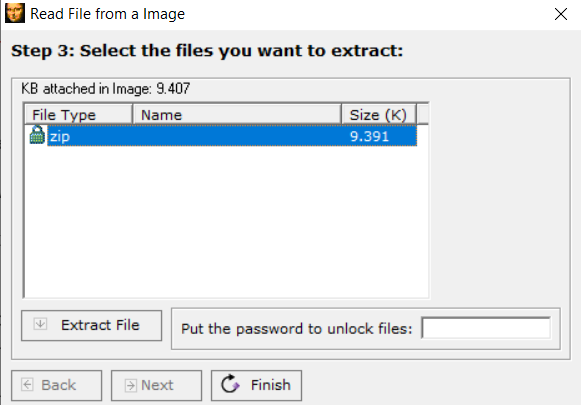 Read File from a Image
Step 3: Select the files you want to extract:
KB attached in Image: 9.407
File Type Name Size (K)
zip 9.391
Extract File
Put the password to unlock files:
Back Next Finish